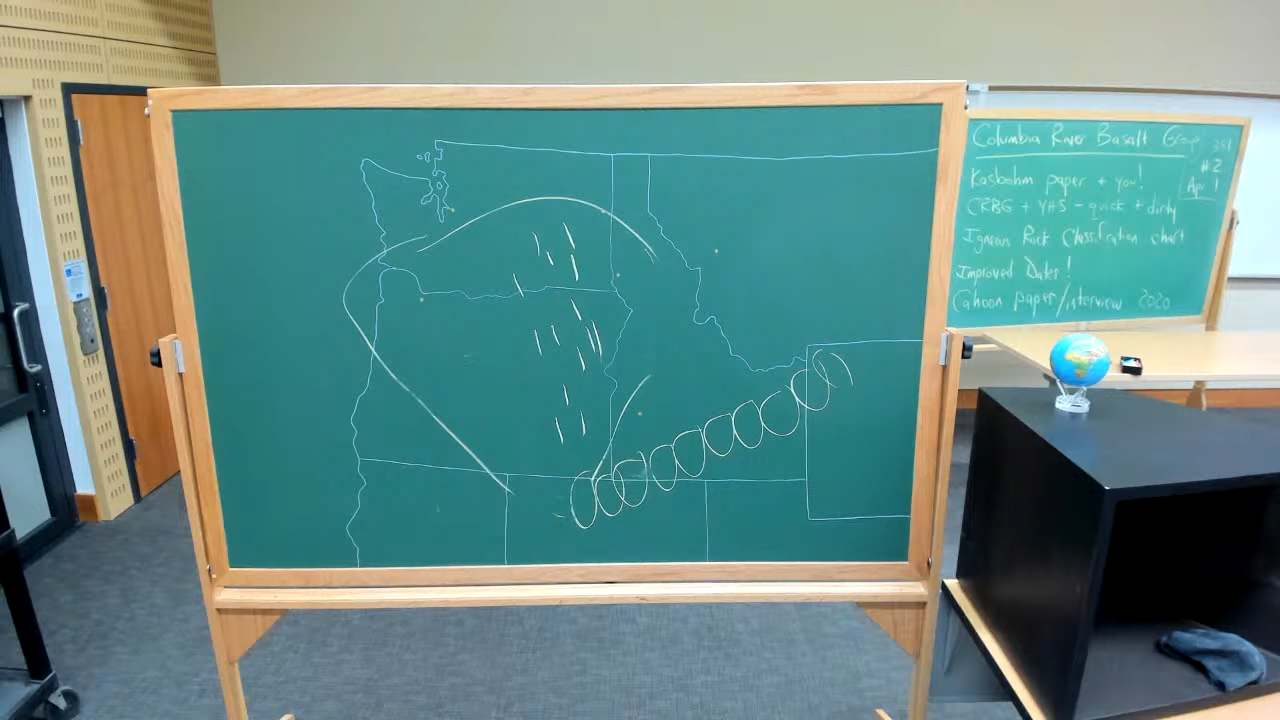 Columbia River Basalt Group
351
#2
Kasbohm paper + you!
Apr 1
CRBG + YHS - quick + dirty
Igneous Rock Classification chart
Improved Dates!
Cahoon paper/interview 2020